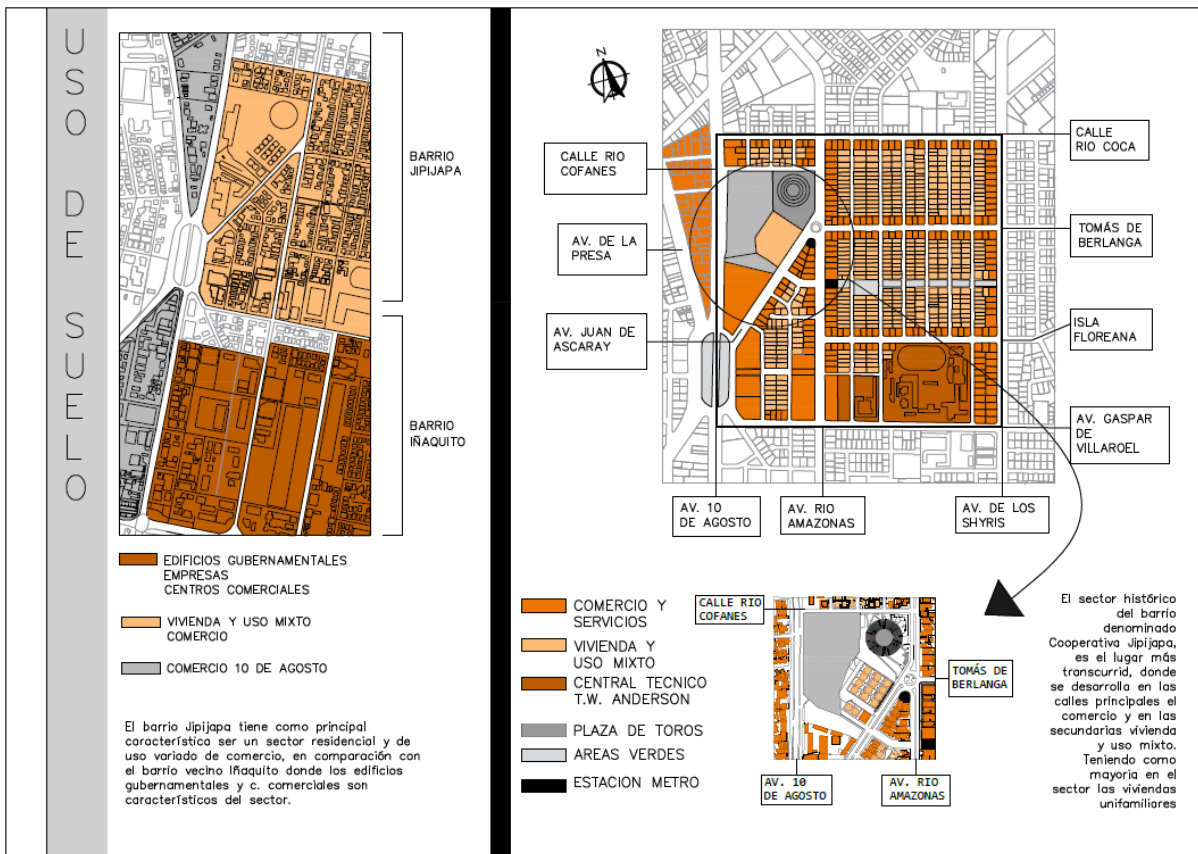 USO DE SUELO
BARRIO
JIPIJAPA
BARRIO
IÑAQUITO
EDIFICIOS GUBERNAMENTALES
EMPRESAS
CENTROS COMERCIALES
VIVIENDA Y USO MIXTO
COMERCIO
COMERCIO 10 DE AGOSTO
El barrio Jipijapa tiene como principal
característica ser un sector residencial y de
uso variado de comercio, en comparación con
el barrio vecino Iñaquito donde los edificios
gubernamentales y c. comerciales son
característicos del sector.
N
CALLE RIO
COFANES
AV. DE LA
PRESA
AV. JUAN DE
ASCARAY
CALLE
RIO COCA
TOMÁS DE
BERLANGA
ISLA
FLOREANA
AV. GASPAR
DE
VILLAROEL
AV. 10
DE AGOSTO
AV. RIO
AMAZONAS
AV. DE LOS
SHYRIS
COMERCIO Y
SERVICIOS
VIVIENDA Y
USO MIXTO
CENTRAL TECNICO
T.W. ANDERSON
PLAZA DE TOROS
AREAS VERDES
ESTACION METRO
CALLE RIO
COFANES
TOMÁS DE
BERLANGA
AV. 10
DE AGOSTO
AV. RIO
AMAZONAS
El sector histórico
del barrio
denominado
Cooperativa Jipijapa,
es el lugar más
transcurrid, donde
se desarrolla en las
calles principales el
comercio y en las
secundarias vivienda
y uso mixto.
Teniendo como
mayoria en el
sector las viviendas
unifamiliares